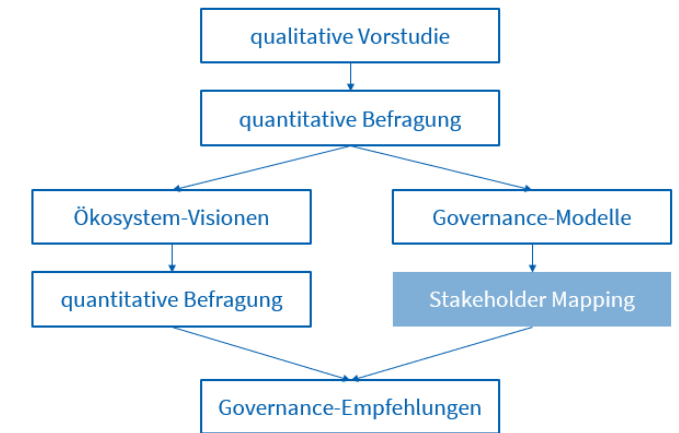 qualitative Vorstudie
quantitative Befragung
Ökosystem-Visionen
Governance-Modelle
quantitative Befragung
Stakeholder Mapping
Governance-Empfehlungen